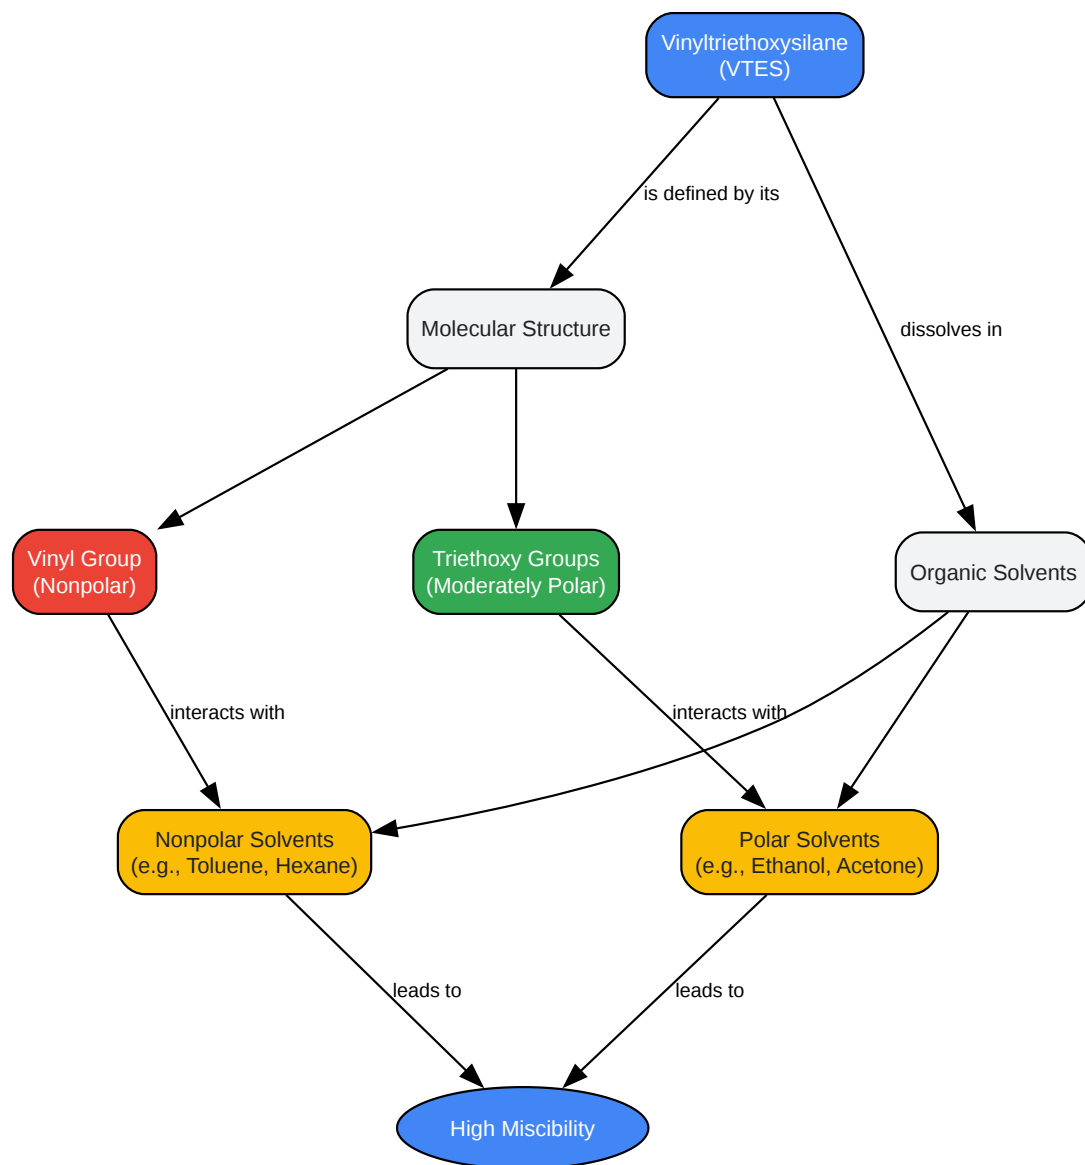 Vinyltriethoxysilane
(VTES)
is defined by its
Molecular Structure
dissolves in
Vinyl Group
(Nonpolar)
Triethoxy Groups
(Moderately Polar)
Organic Solvents
interacts with
interacts with
Nonpolar Solvents
(e.g., Toluene, Hexane)
Polar Solvents
(e.g., Ethanol, Acetone)
leads to
leads to
High Miscibility